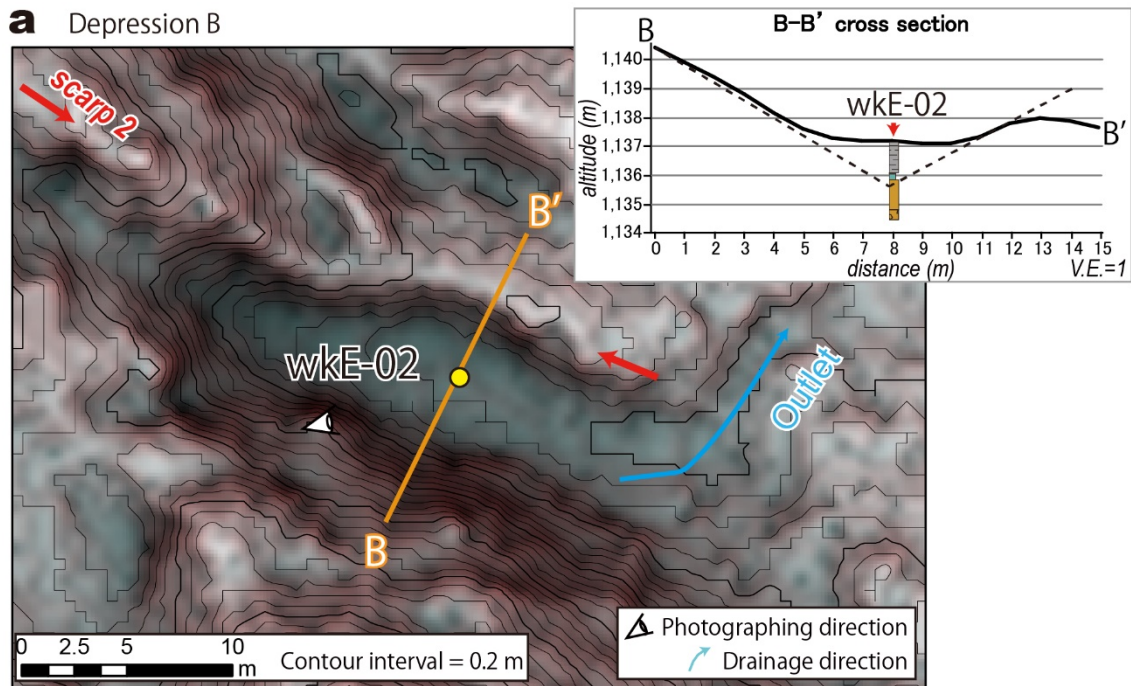 a Depression B
B-B' cross section
B
1,140
1,139
1,138
1,137
1,136
1,135
1,134
altitude (m)
wkE-02
B'
0 1 2 3 4 5 6 7 8 9 10 11 12 13 14 15
distance (m)
V.E.=1
scarp 2
B'
wkE-02
Outlet
B
0 2.5 5 10
m
Contour interval = 0.2 m
Photographing direction
Drainage direction